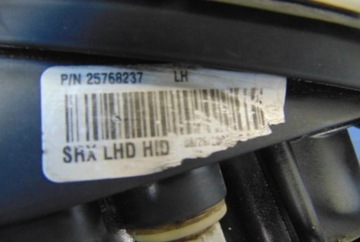 P/N 25768237 LH
SRX LHD HID